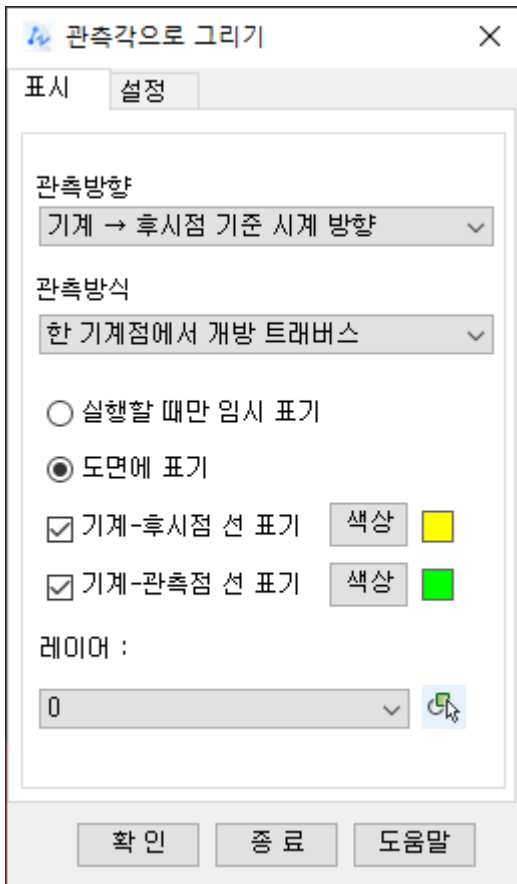 관측각으로 그리기
표시 설정
관측방향
기계 → 후시점 기준 시계 방향
관측방식
한 기계점에서 개방 트래버스
실행할 때만 임시 표기
도면에 표기
기계-후시점 선 표기 색상
기계-관측점 선 표기 색상
레이어 :
0
확 인 종 료 도움말